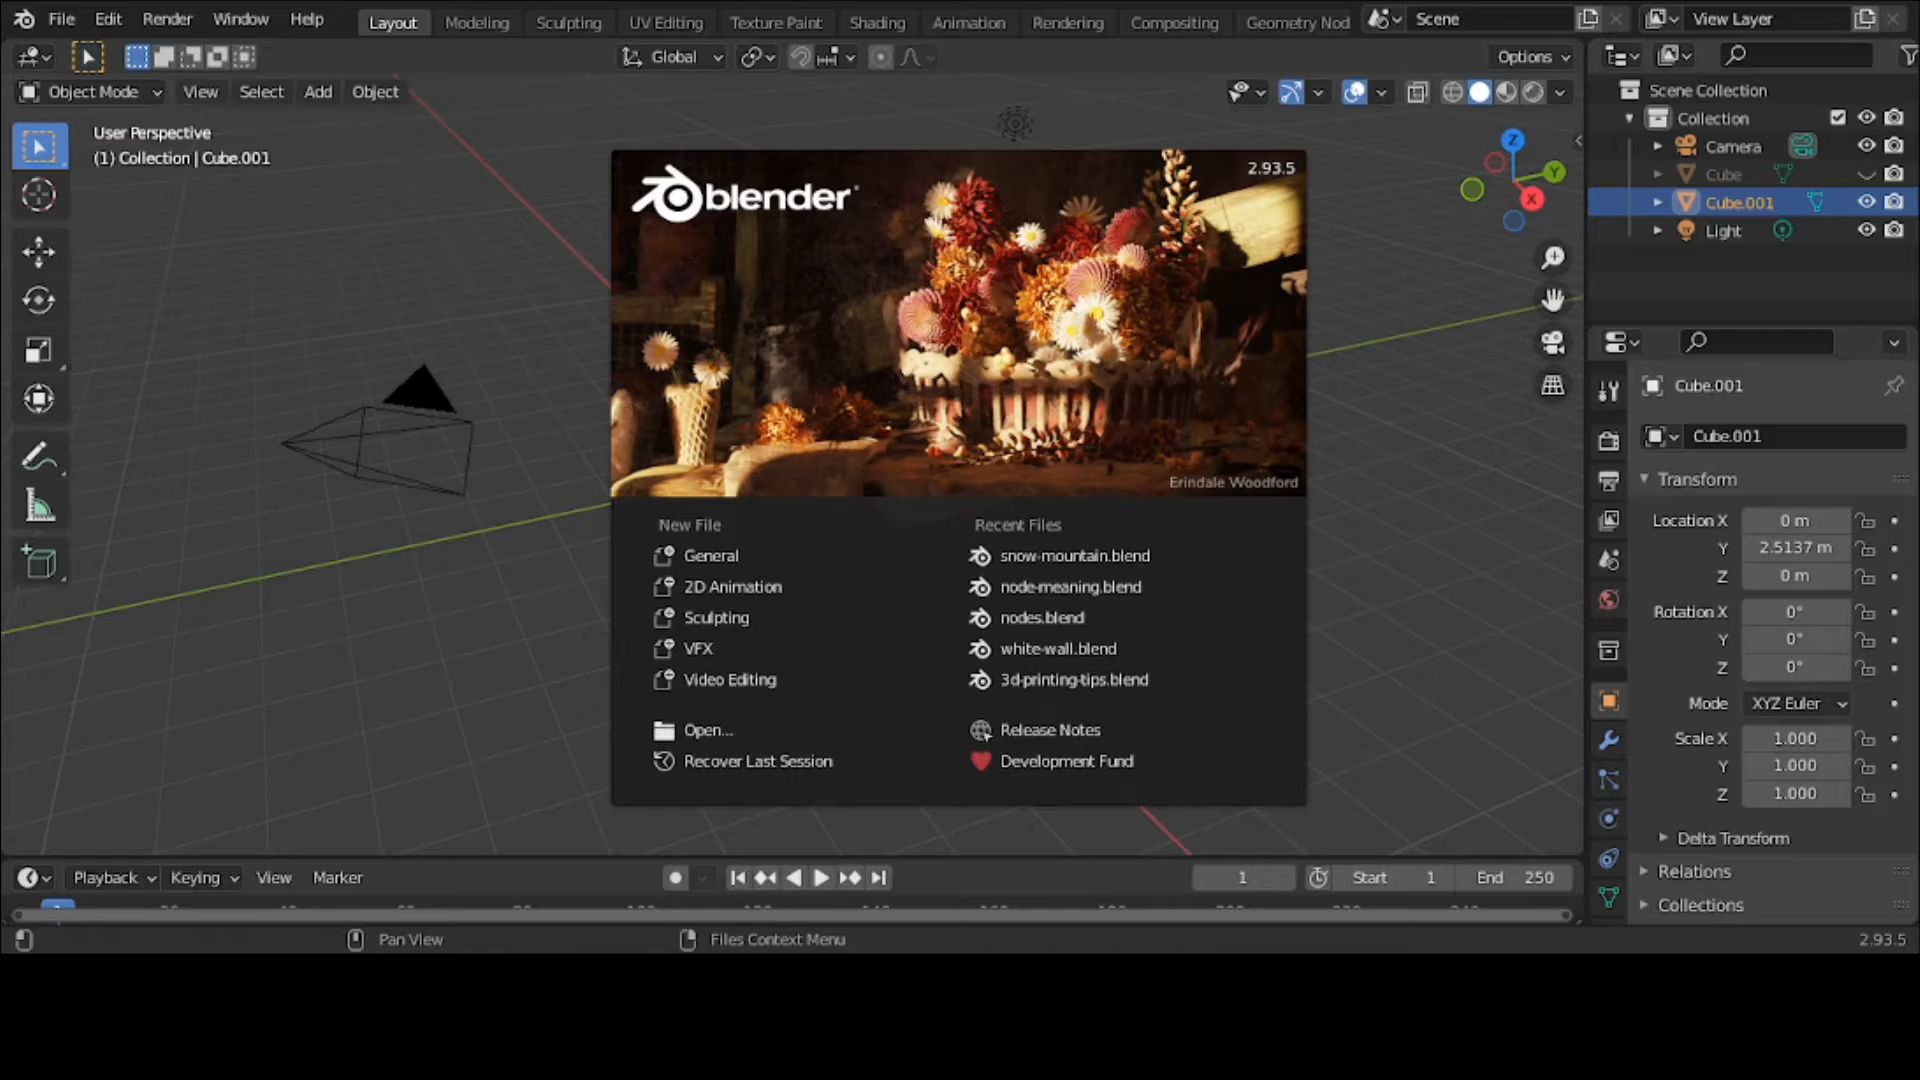 File Edit Render Window Help Layout Modeling Sculpting UV Editing Texture Paint Shading Animation Rendering Compositing Geometry Nod Scene View Layer
Global Options
Object Mode View Select Add Object
User Perspective
(1) Collection | Cube.001
Z
Y
X
blender
2.93.5
Erindale Woodford
New File
General
2D Animation
Sculpting
VFX
Video Editing
Open...
Recover Last Session
Recent Files
snow-mountain.blend
node-meaning.blend
nodes.blend
white-wall.blend
3d-printing-tips.blend
Release Notes
Development Fund
Scene Collection
Collection
Camera
Cube
Cube.001
Light
Cube.001
Cube.001
Transform
Location X 0 m
Y 2.5137 m
Z 0 m
Rotation X 0°
Y 0°
Z 0°
Mode XYZ Euler
Scale X 1.000
Y 1.000
Z 1.000
Delta Transform
Relations
Collections
Playback Keying View Marker 1 Start 1 End 250
Pan View Files Context Menu 2.93.5